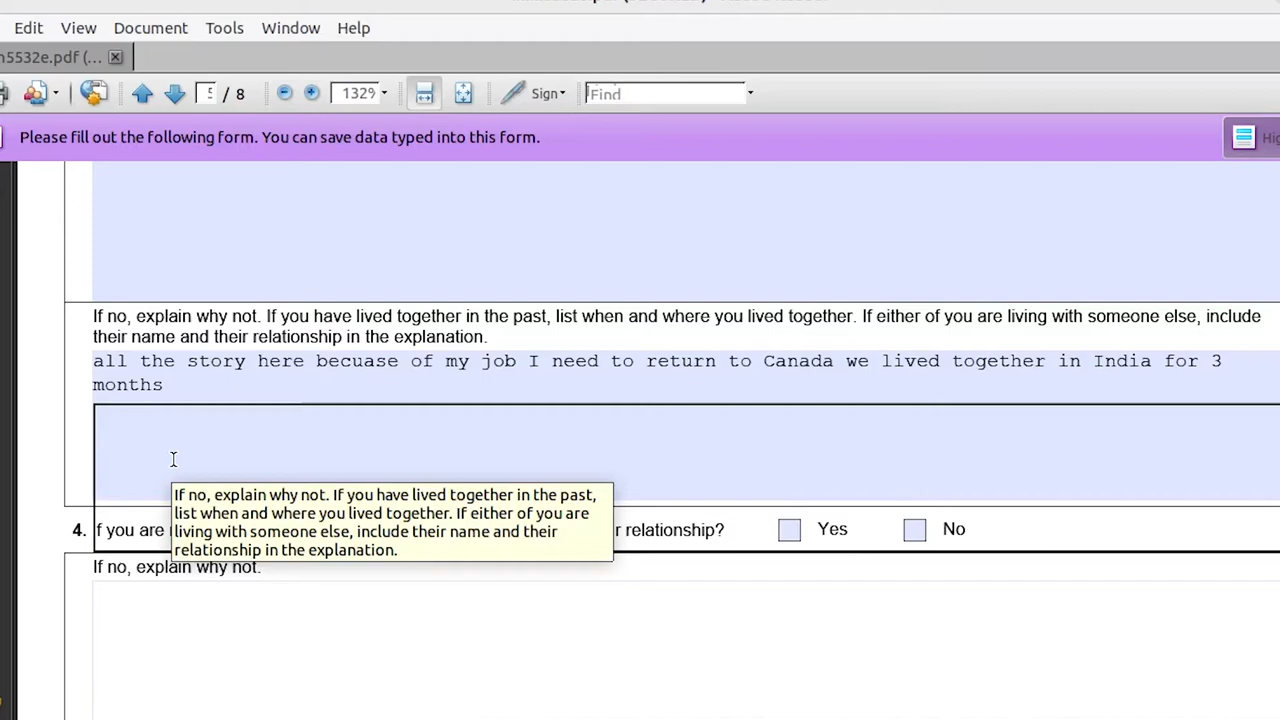 Edit View Document Tools Window Help
n5532e.pdf (...
5 / 8 132% Sign Find
Please fill out the following form. You can save data typed into this form.
If no, explain why not. If you have lived together in the past, list when and where you lived together. If either of you are living with someone else, include
their name and their relationship in the explanation.
all the story here becuase of my job I need to return to Canada we lived together in India for 3
months
If no, explain why not. If you have lived together in the past,
list when and where you lived together. If either of you are
living with someone else, include their name and their
relationship in the explanation.
4. f you are r relationship? Yes No
If no, explain why not.